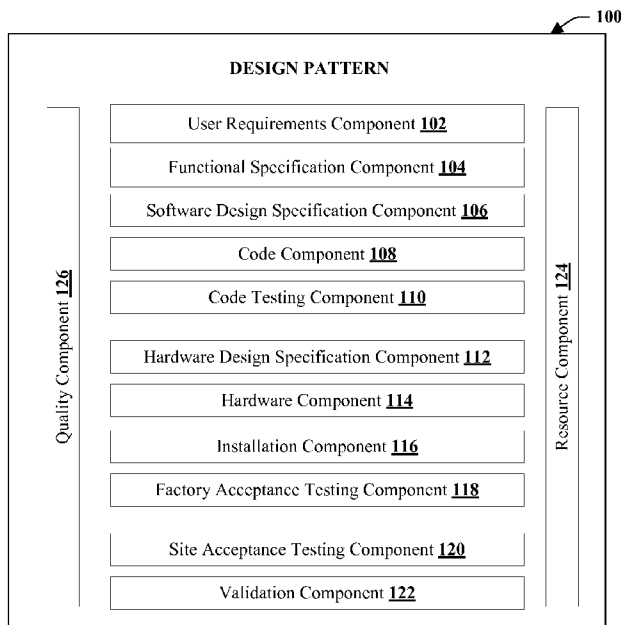 100
DESIGN PATTERN
User Requirements Component 102
Functional Specification Component 104
Software Design Specification Component 106
Code Component 108
Code Testing Component 110
Hardware Design Specification Component 112
Hardware Component 114
Installation Component 116
Factory Acceptance Testing Component 118
Site Acceptance Testing Component 120
Validation Component 122
Quality Component 126
Resource Component 124